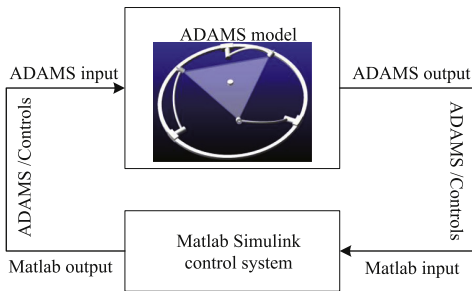 ADAMS model
ADAMS input
ADAMS output
ADAMS /Controls
ADAMS /Controls
Matlab Simulink
control system
Matlab output
Matlab input